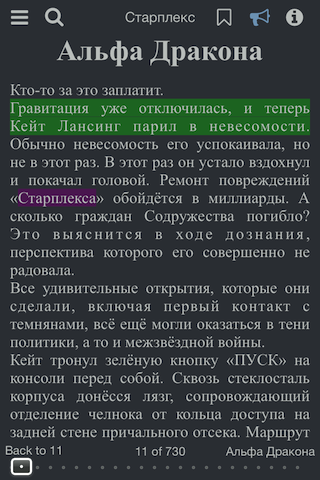 Старплекс
Альфа Дракона
Кто-то за это заплатит.
Гравитация уже отключилась, и теперь
Кейт Лансинг парил в невесомости.
Обычно невесомость его успокаивала, но
не в этот раз. В этот раз он устало вздохнул
и покачал головой. Ремонт повреждений
«Старплекса» обойдётся в миллиарды. А
сколько граждан Содружества погибло?
Это выяснится в ходе дознания,
перспектива которого его совершенно не
радовала.
Все удивительные открытия, которые они
сделали, включая первый контакт с
темнянами, всё ещё могли оказаться в тени
политики, а то и межзвёздной войны.
Кейт тронул зелёную кнопку «ПУСК» на
консоли перед собой. Сквозь стеклосталь
корпуса донёсся лязг, сопровождающий
отделение челнока от кольца доступа на
задней стене причального отсека. Маршрут
Back to 11 11 of 730 Альфа Дракона